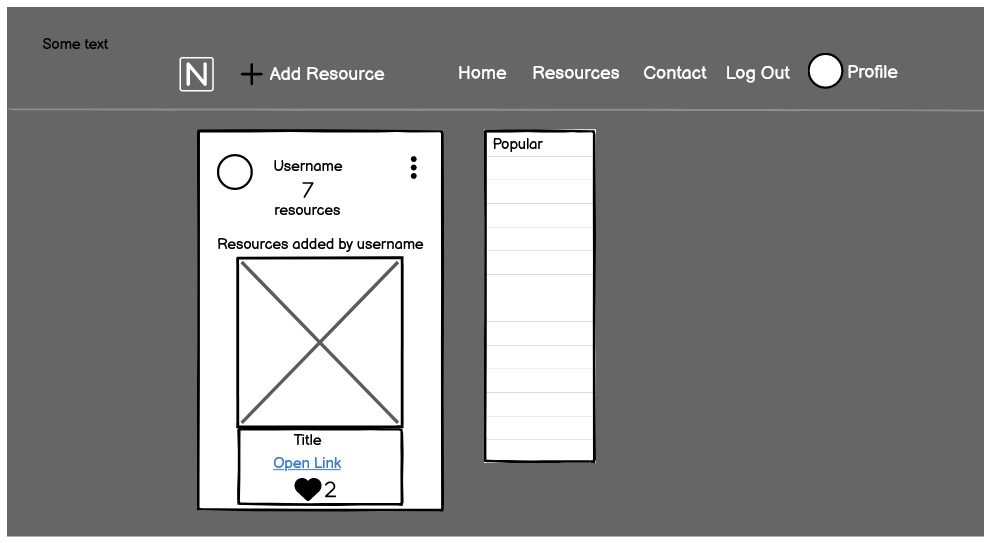 Some text
N
Add Resource
Home Resources Contact Log Out Profile
Username
7
resources
Resources added by username
Title
Open Link
2
Popular